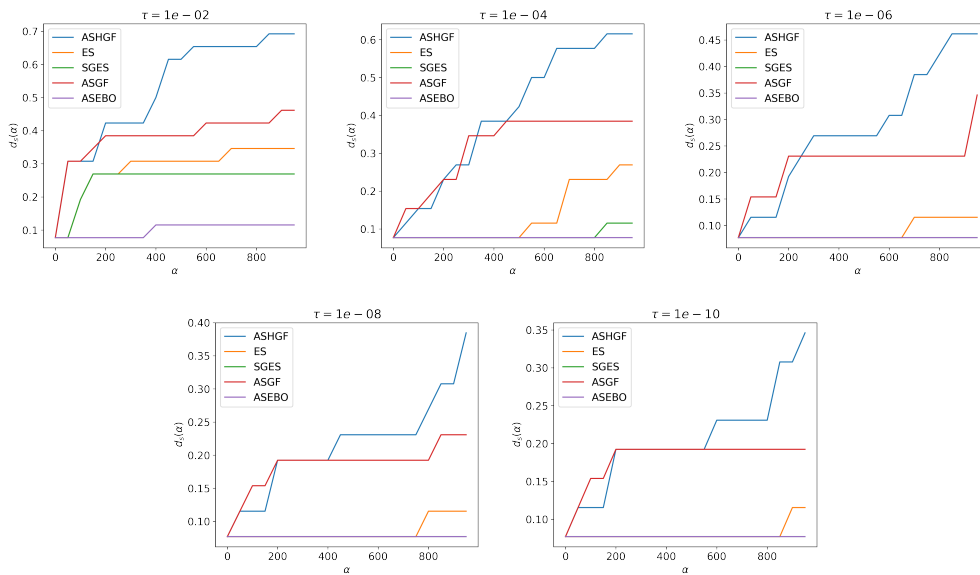 τ = 1e − 02
0.7
0.6
0.5
0.4
0.3
0.2
0.1
d_s(α)
ASHGF
ES
SGES
ASGF
ASEBO
0 200 400 600 800
α
τ = 1e − 04
0.6
0.5
0.4
0.3
0.2
0.1
d_s(α)
ASHGF
ES
SGES
ASGF
ASEBO
0 200 400 600 800
α
τ = 1e − 06
0.45
0.40
0.35
0.30
0.25
0.20
0.15
0.10
d_s(α)
ASHGF
ES
SGES
ASGF
ASEBO
0 200 400 600 800
α
τ = 1e − 08
0.40
0.35
0.30
0.25
0.20
0.15
0.10
d_s(α)
ASHGF
ES
SGES
ASGF
ASEBO
0 200 400 600 800
α
τ = 1e − 10
0.35
0.30
0.25
0.20
0.15
0.10
d_s(α)
ASHGF
ES
SGES
ASGF
ASEBO
0 200 400 600 800
α